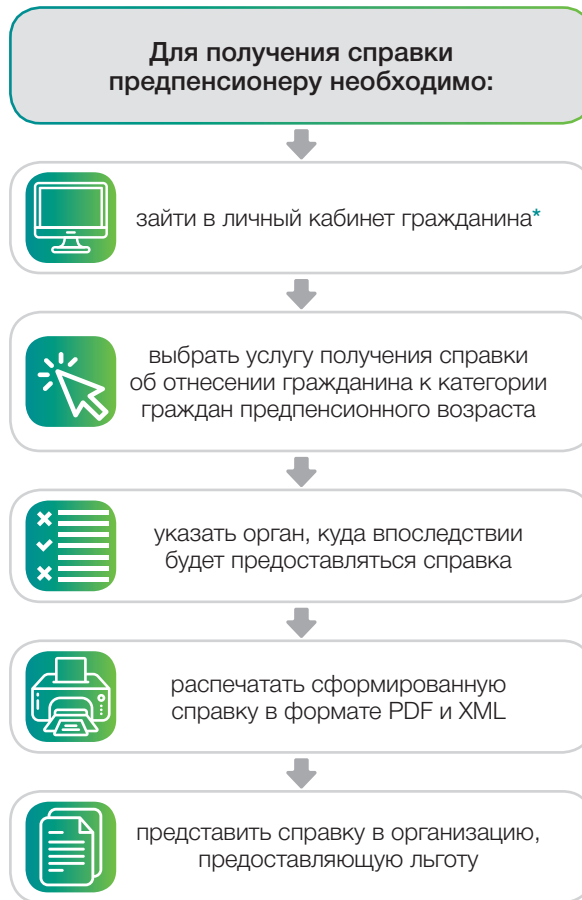 Для получения справки
предпенсионеру необходимо:
зайти в личный кабинет гражданина*
выбрать услугу получения справки
об отнесении гражданина к категории
граждан предпенсионного возраста
указать орган, куда впоследствии
будет предоставляться справка
распечатать сформированную
справку в формате PDF и XML
представить справку в организацию,
предоставляющую льготу